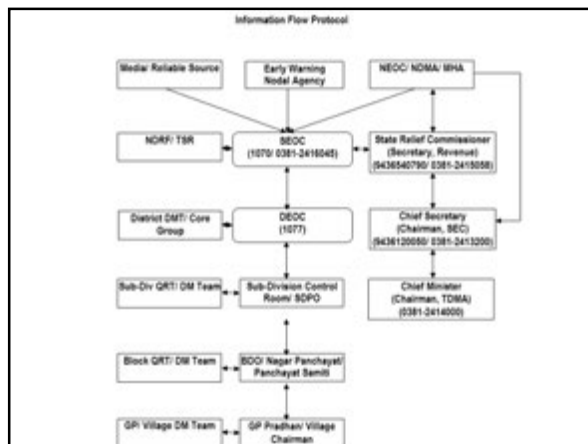 Information Flow Protocol
Media/ Reliable Source
Early Warning
Nodal Agency
NEOC/ NDMA/ MHA
NDRF/ TSR
SEOC
(1070/ 0381-2416045)
State Relief Commissioner
(Secretary, Revenue)
(9436540790/ 0381-2415058)
District DMT/ Core
Group
DEOC
(1077)
Chief Secretary
(Chairman, SEC)
(9436120050/ 0381-2413200)
Sub-Div QRT/ DM Team
Sub-Division Control
Room/ SDPO
Chief Minister
(Chairman, TDMA)
(0381-2414000)
Block QRT/ DM Team
BDO/ Nagar Panchayat/
Panchayat Samiti
GP/ Village DM Team
GP Pradhan/ Village
Chairman